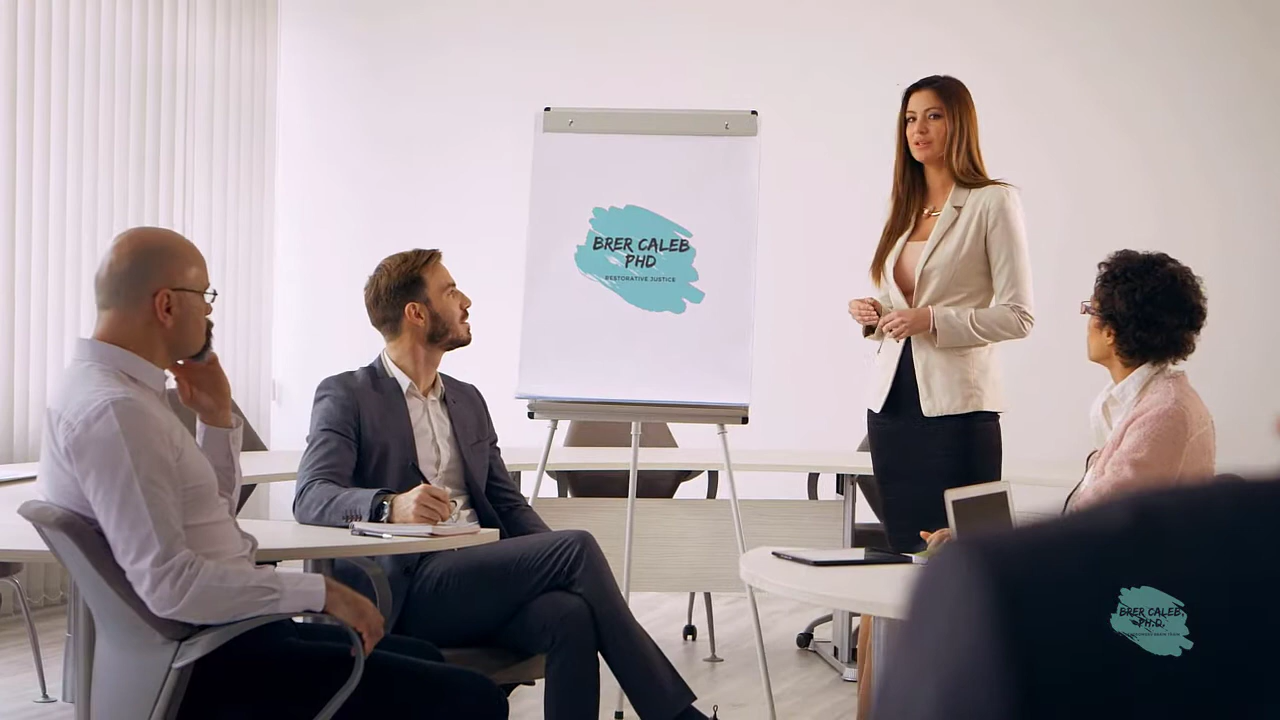 BRER CALEB
PHD
RESTORATIVE JUSTICE
BRER CALEB,
PH.D.